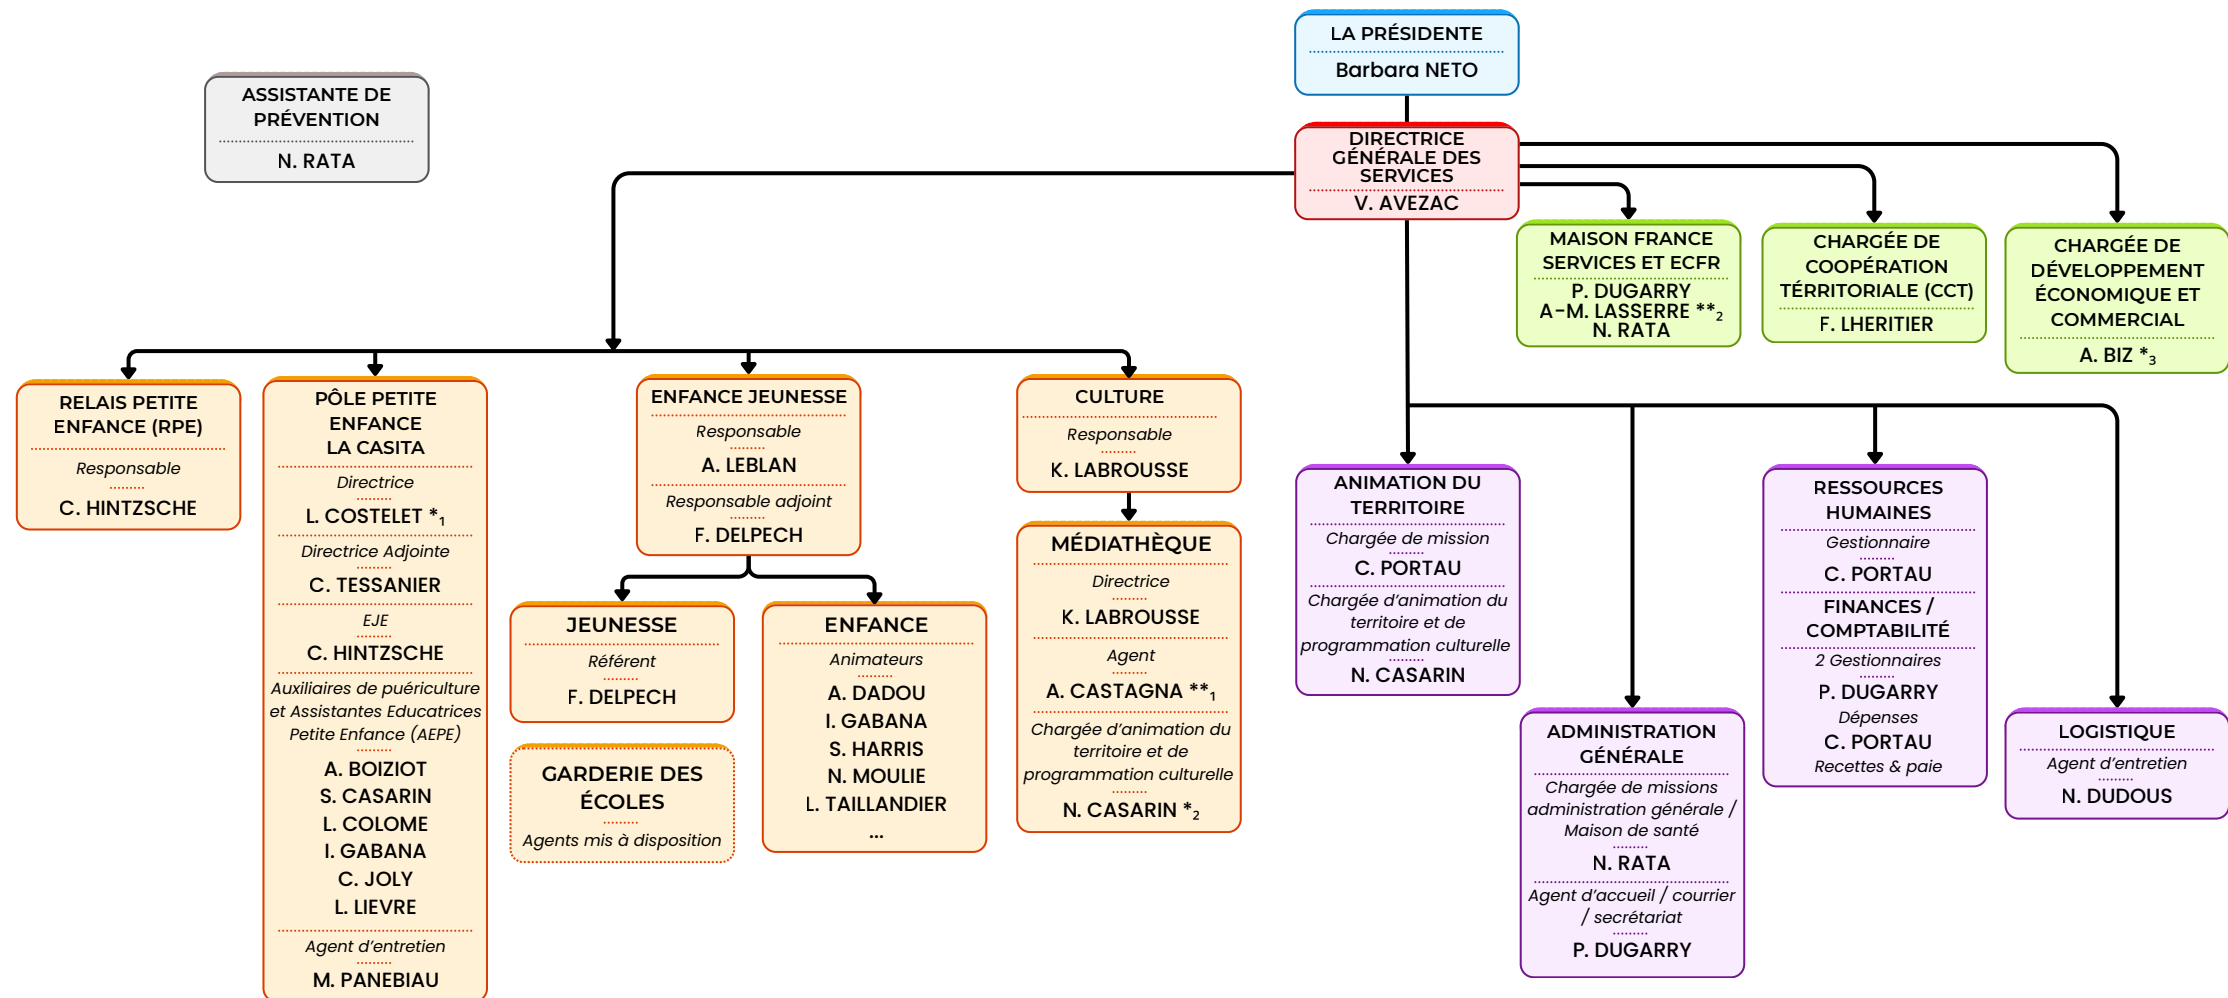 LA PRÉSIDENTE
Barbara NETO
ASSISTANTE DE
PRÉVENTION
N. RATA
DIRECTRICE
GÉNÉRALE DES
SERVICES
V. AVEZAC
MAISON FRANCE
SERVICES ET ECFR
P. DUGARRY
A-M. LASSERRE **₂
N. RATA
CHARGÉE DE
COOPÉRATION
TÉRRITORIALE (CCT)
F. LHERITIER
CHARGÉE DE
DÉVELOPPEMENT
ÉCONOMIQUE ET
COMMERCIAL
A. BIZ *₃
RELAIS PETITE
ENFANCE (RPE)
Responsable
C. HINTZSCHE
PÔLE PETITE
ENFANCE
LA CASITA
Directrice
L. COSTELET *₁
Directrice Adjointe
C. TESSANIER
EJE
C. HINTZSCHE
Auxiliaires de puériculture
et Assistantes Educatrices
Petite Enfance (AEPE)
A. BOIZIOT
S. CASARIN
L. COLOME
I. GABANA
C. JOLY
L. LIEVRE
Agent d’entretien
M. PANEBIAU
ENFANCE JEUNESSE
Responsable
A. LEBLAN
Responsable adjoint
F. DELPECH
JEUNESSE
Référent
F. DELPECH
GARDERIE DES
ÉCOLES
Agents mis à disposition
ENFANCE
Animateurs
A. DADOU
I. GABANA
S. HARRIS
N. MOULIE
L. TAILLANDIER
...
CULTURE
Responsable
K. LABROUSSE
MÉDIATHÈQUE
Directrice
K. LABROUSSE
Agent
A. CASTAGNA **₁
Chargée d’animation du
territoire et de
programmation culturelle
N. CASARIN *₂
ANIMATION DU
TERRITOIRE
Chargée de mission
C. PORTAU
Chargée d’animation du
territoire et de
programmation culturelle
N. CASARIN
ADMINISTRATION
GÉNÉRALE
Chargée de missions
administration générale /
Maison de santé
N. RATA
Agent d’accueil / courrier
/ secrétariat
P. DUGARRY
RESSOURCES
HUMAINES
Gestionnaire
C. PORTAU
FINANCES /
COMPTABILITÉ
2 Gestionnaires
P. DUGARRY
Dépenses
C. PORTAU
Recettes & paie
LOGISTIQUE
Agent d’entretien
N. DUDOUS